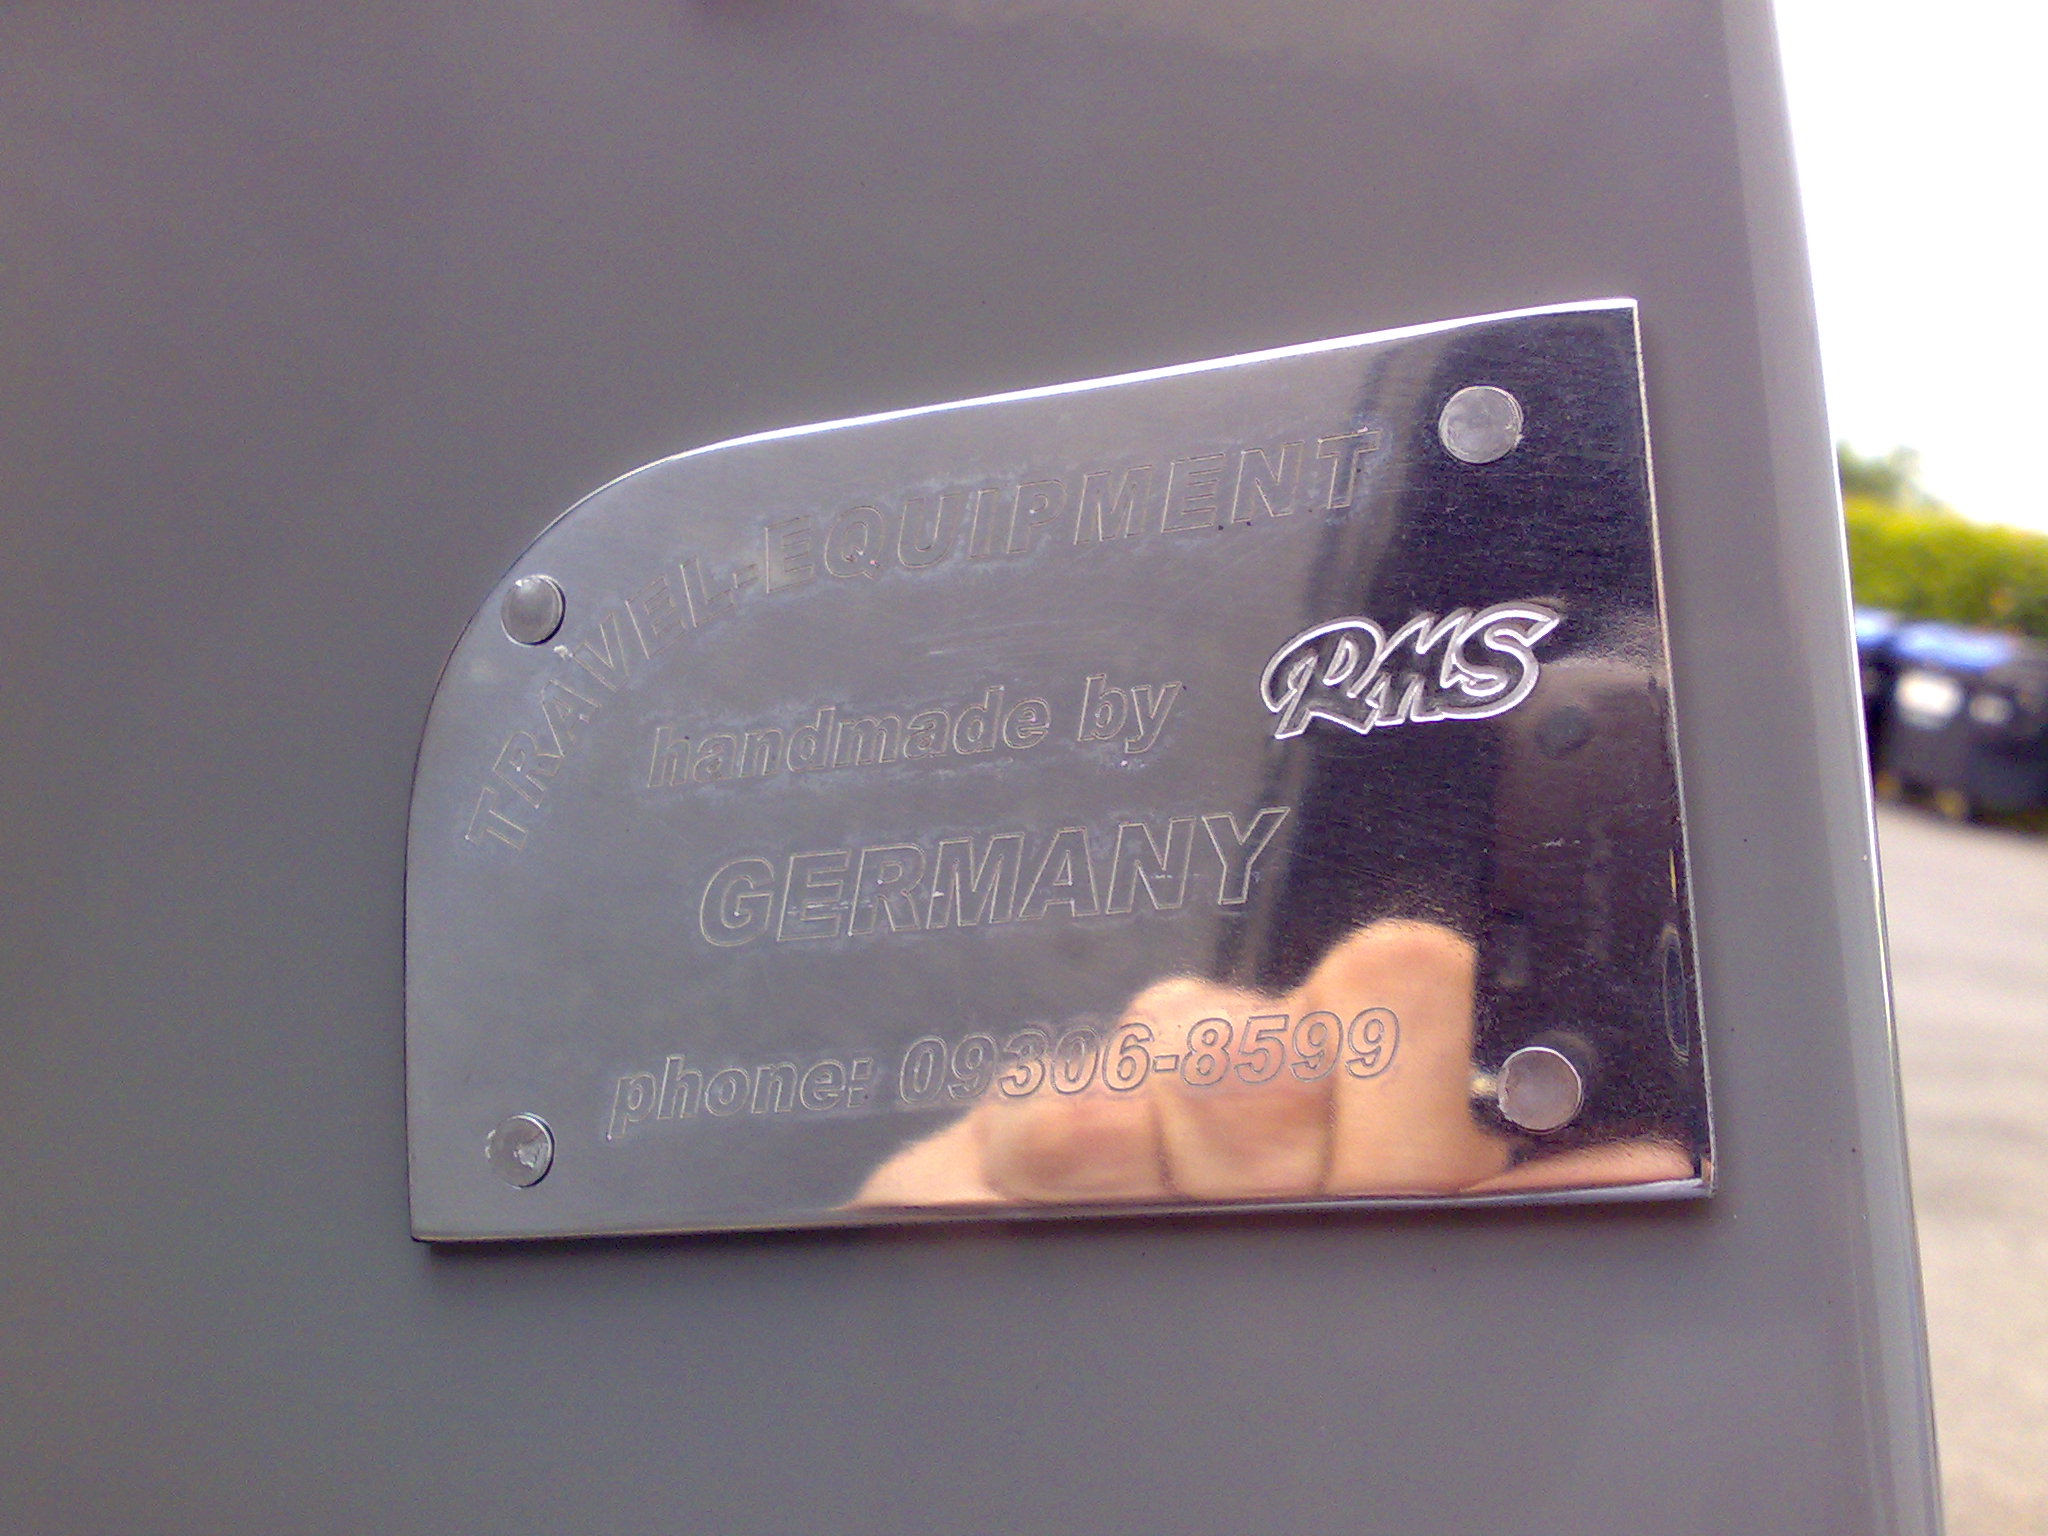 TRAVEL-EQUIPMENT
handmade by RMS
GERMANY
phone: 09306-8599